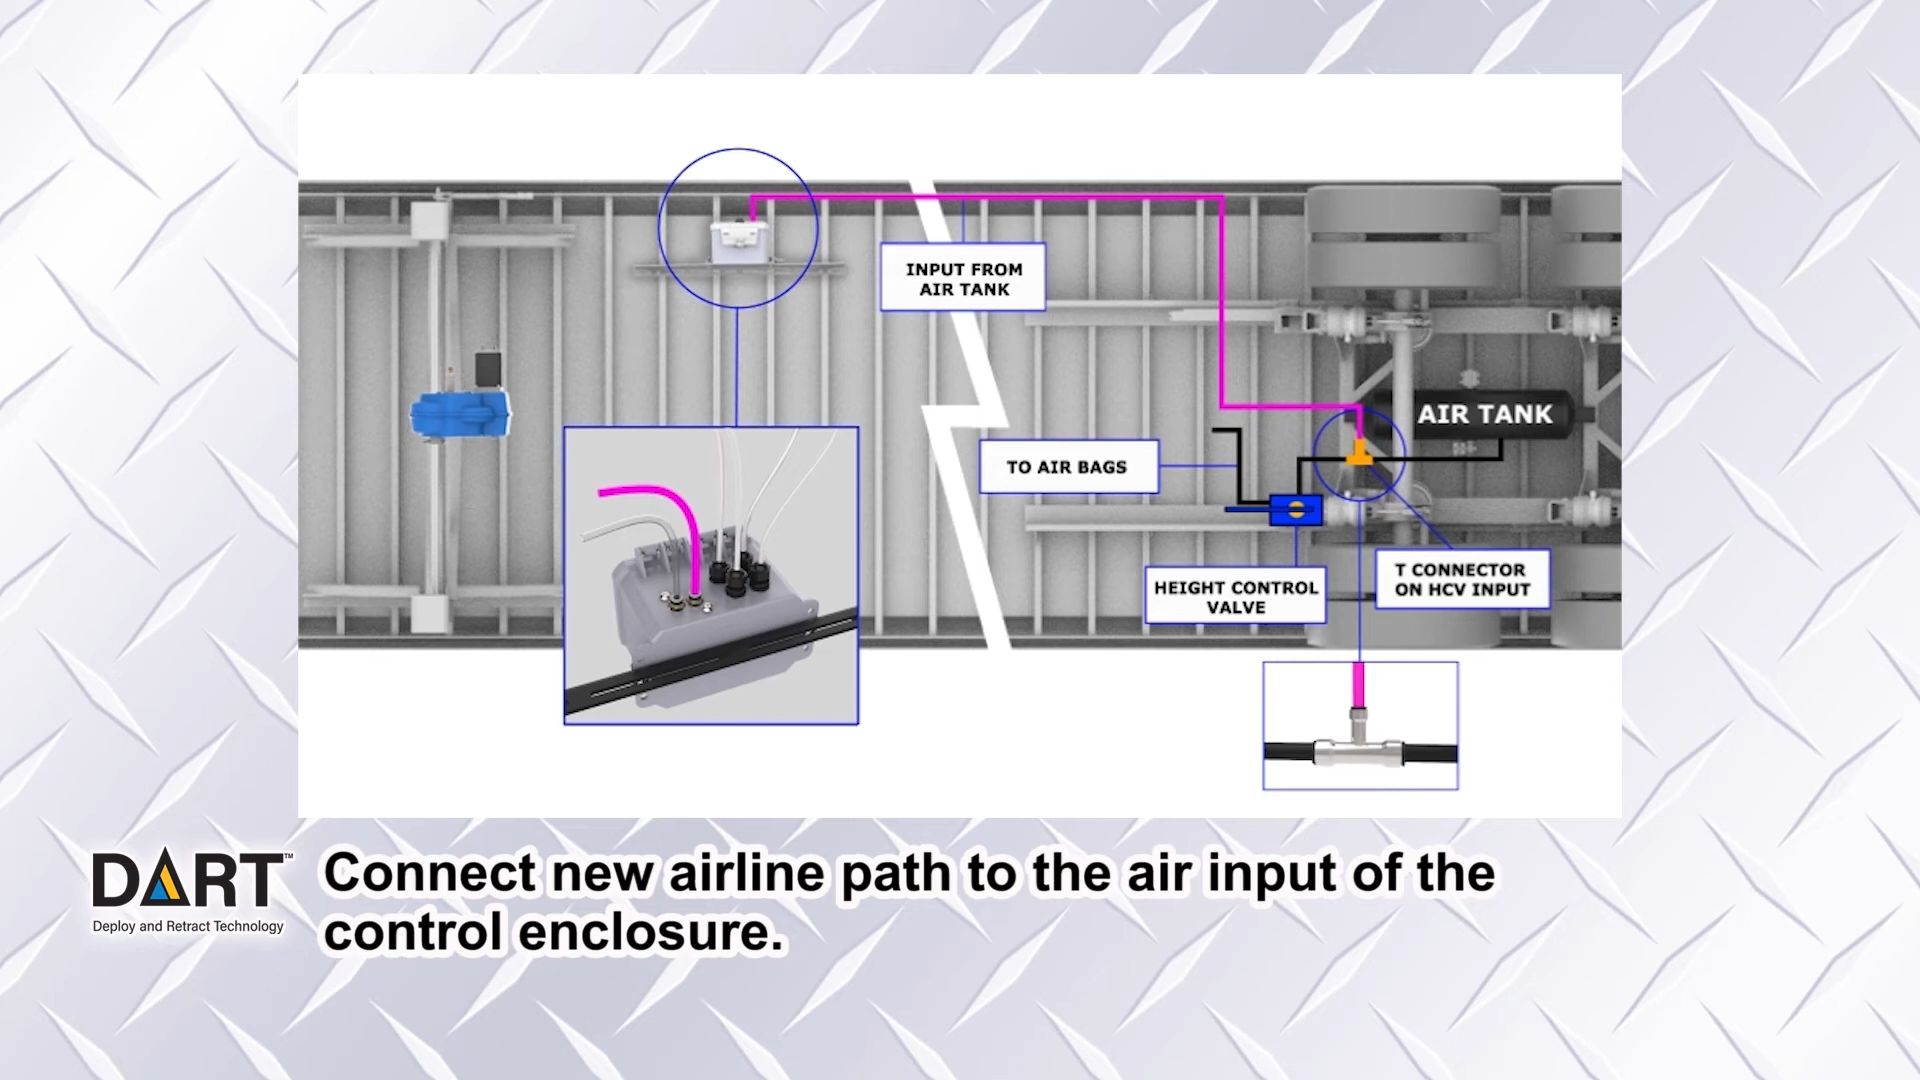 INPUT FROM
AIR TANK
AIR TANK
TO AIR BAGS
HEIGHT CONTROL
VALVE
T CONNECTOR
ON HCV INPUT
DART™
Deploy and Retract Technology
Connect new airline path to the air input of the
control enclosure.